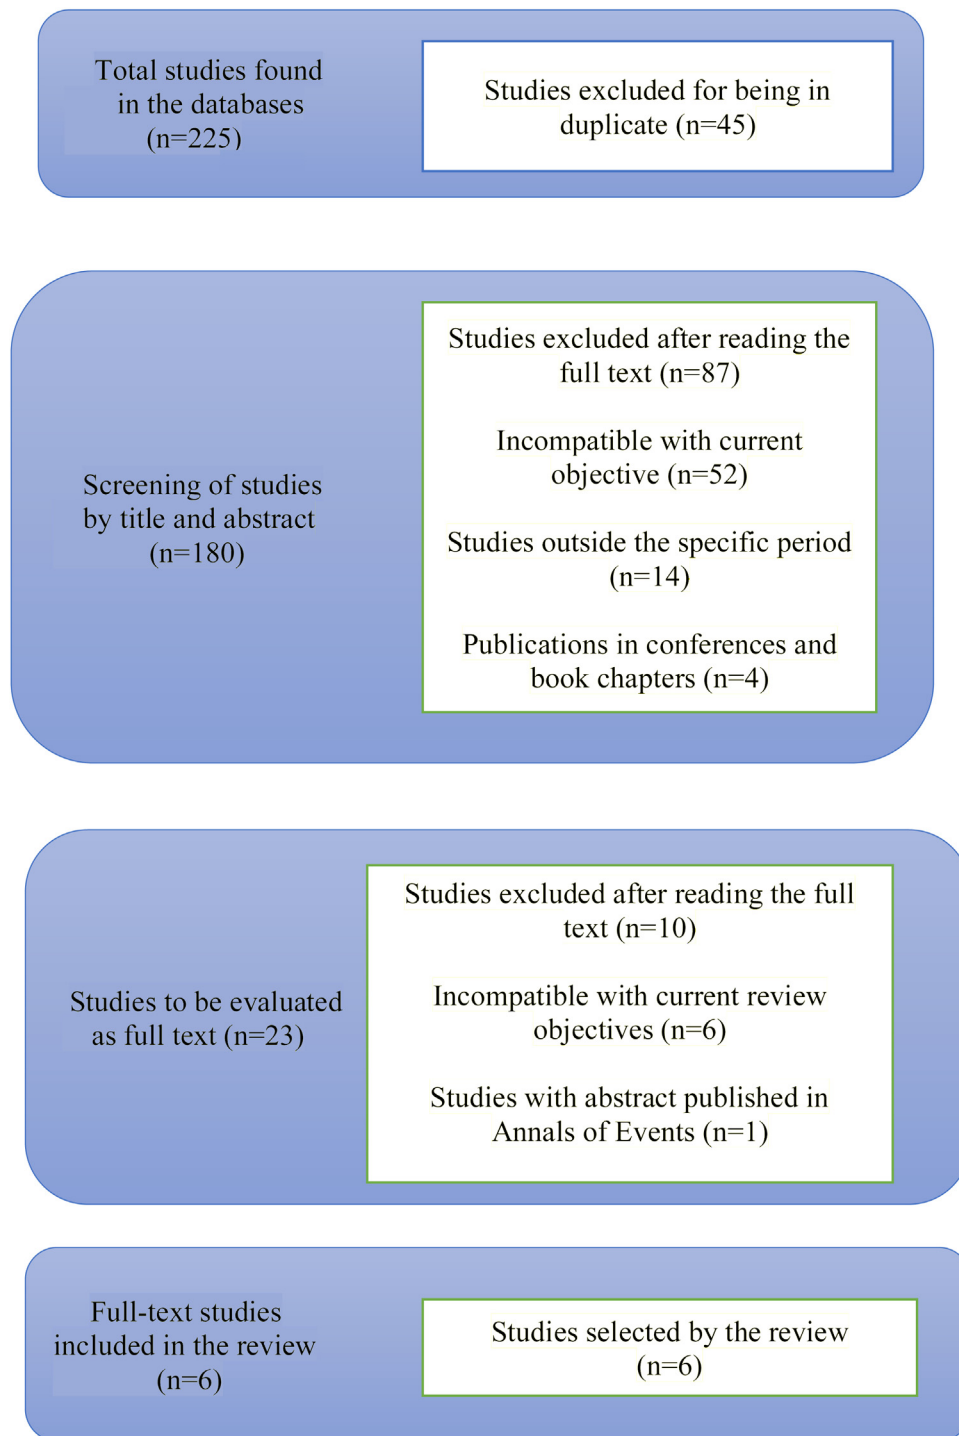 Total studies found
in the databases
(n=225)
Studies excluded for being in
duplicate (n=45)
Screening of studies
by title and abstract
(n=180)
Studies excluded after reading the
full text (n=87)
Incompatible with current
objective (n=52)
Studies outside the specific period
(n=14)
Publications in conferences and
book chapters (n=4)
Studies to be evaluated
as full text (n=23)
Studies excluded after reading the full
text (n=10)
Incompatible with current review
objectives (n=6)
Studies with abstract published in
Annals of Events (n=1)
Full-text studies
included in the review
(n=6)
Studies selected by the review
(n=6)